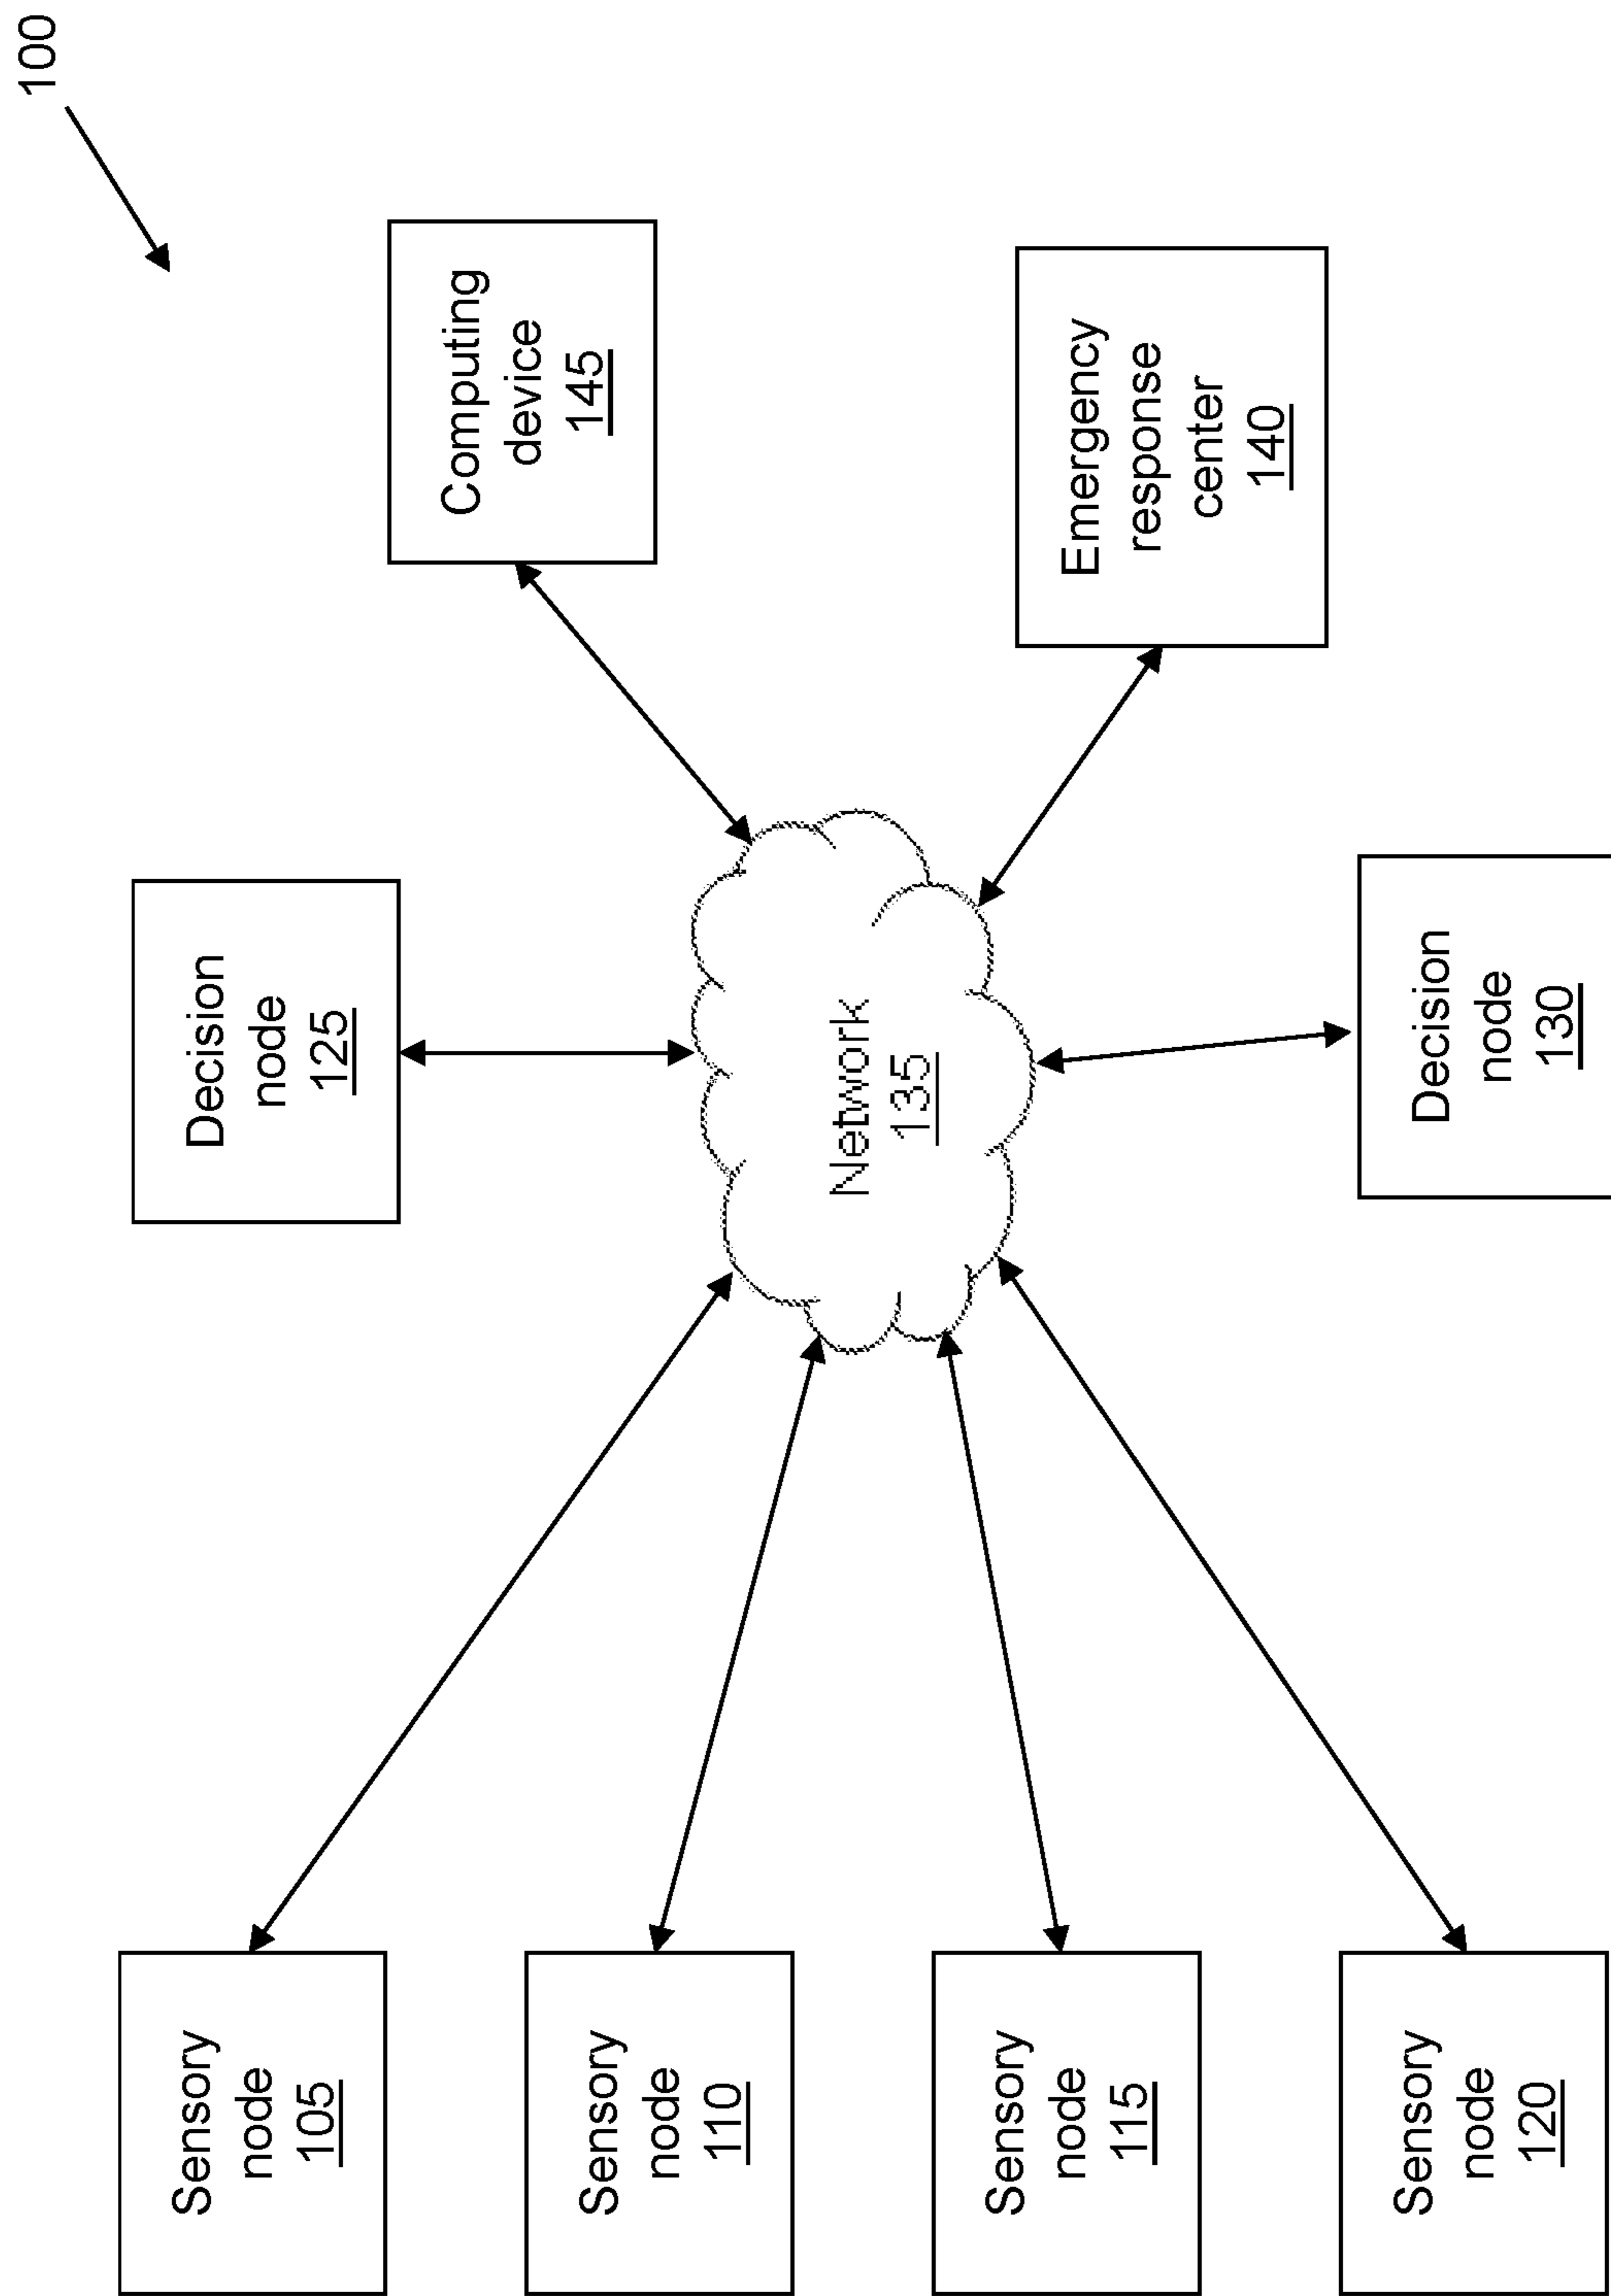 100
Decision
node
125
Computing
device
145
Sensory
node
105
Sensory
node
110
Network
135
Sensory
node
115
Emergency
response
center
140
Sensory
node
120
Decision
node
130